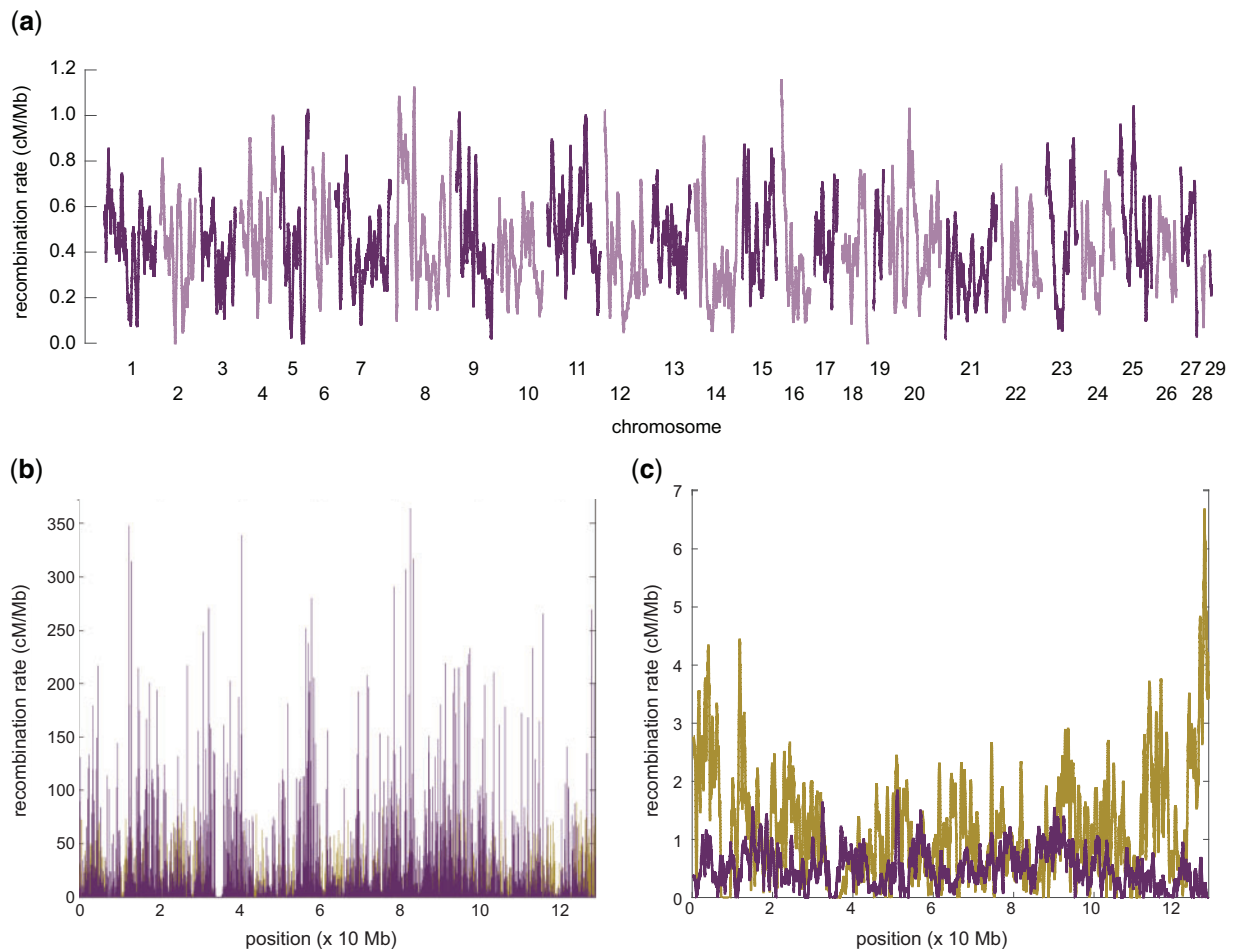 (a)
recombination rate (cM/Mb)
1.2
1.0
0.8
0.6
0.4
0.2
0.0
1 3 5 7 9 11 13 15 17 19 21 23 25 27 29
2 4 6 8 10 12 14 16 18 20 22 24 26 28
chromosome
(b)
recombination rate (cM/Mb)
350
300
250
200
150
100
50
0
0 2 4 6 8 10 12
position (x 10 Mb)
(c)
recombination rate (cM/Mb)
7
6
5
4
3
2
1
0
0 2 4 6 8 10 12
position (x 10 Mb)